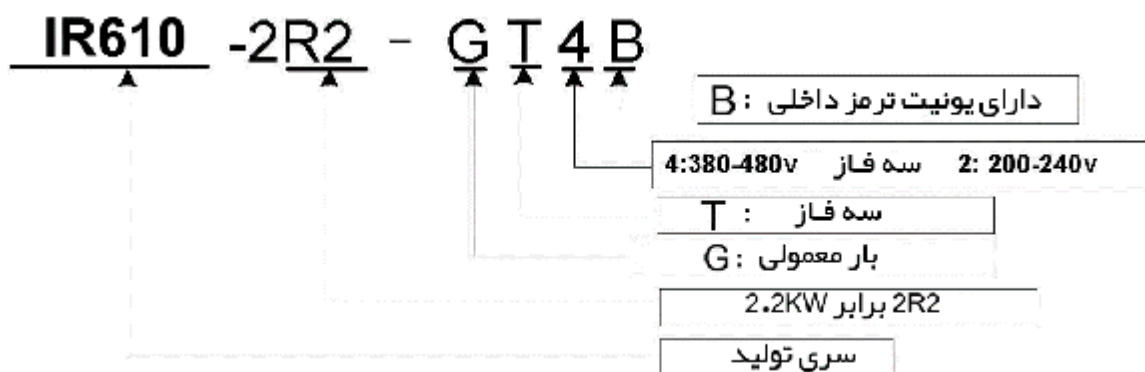 IR610 -2R2 - G T 4 B
B : دارای یونیت ترمز داخلی
4:380-480v سه فاز 2: 200-240v
T : سه فاز
G : بار معمولی
2R2 برابر 2.2KW
سری تولید